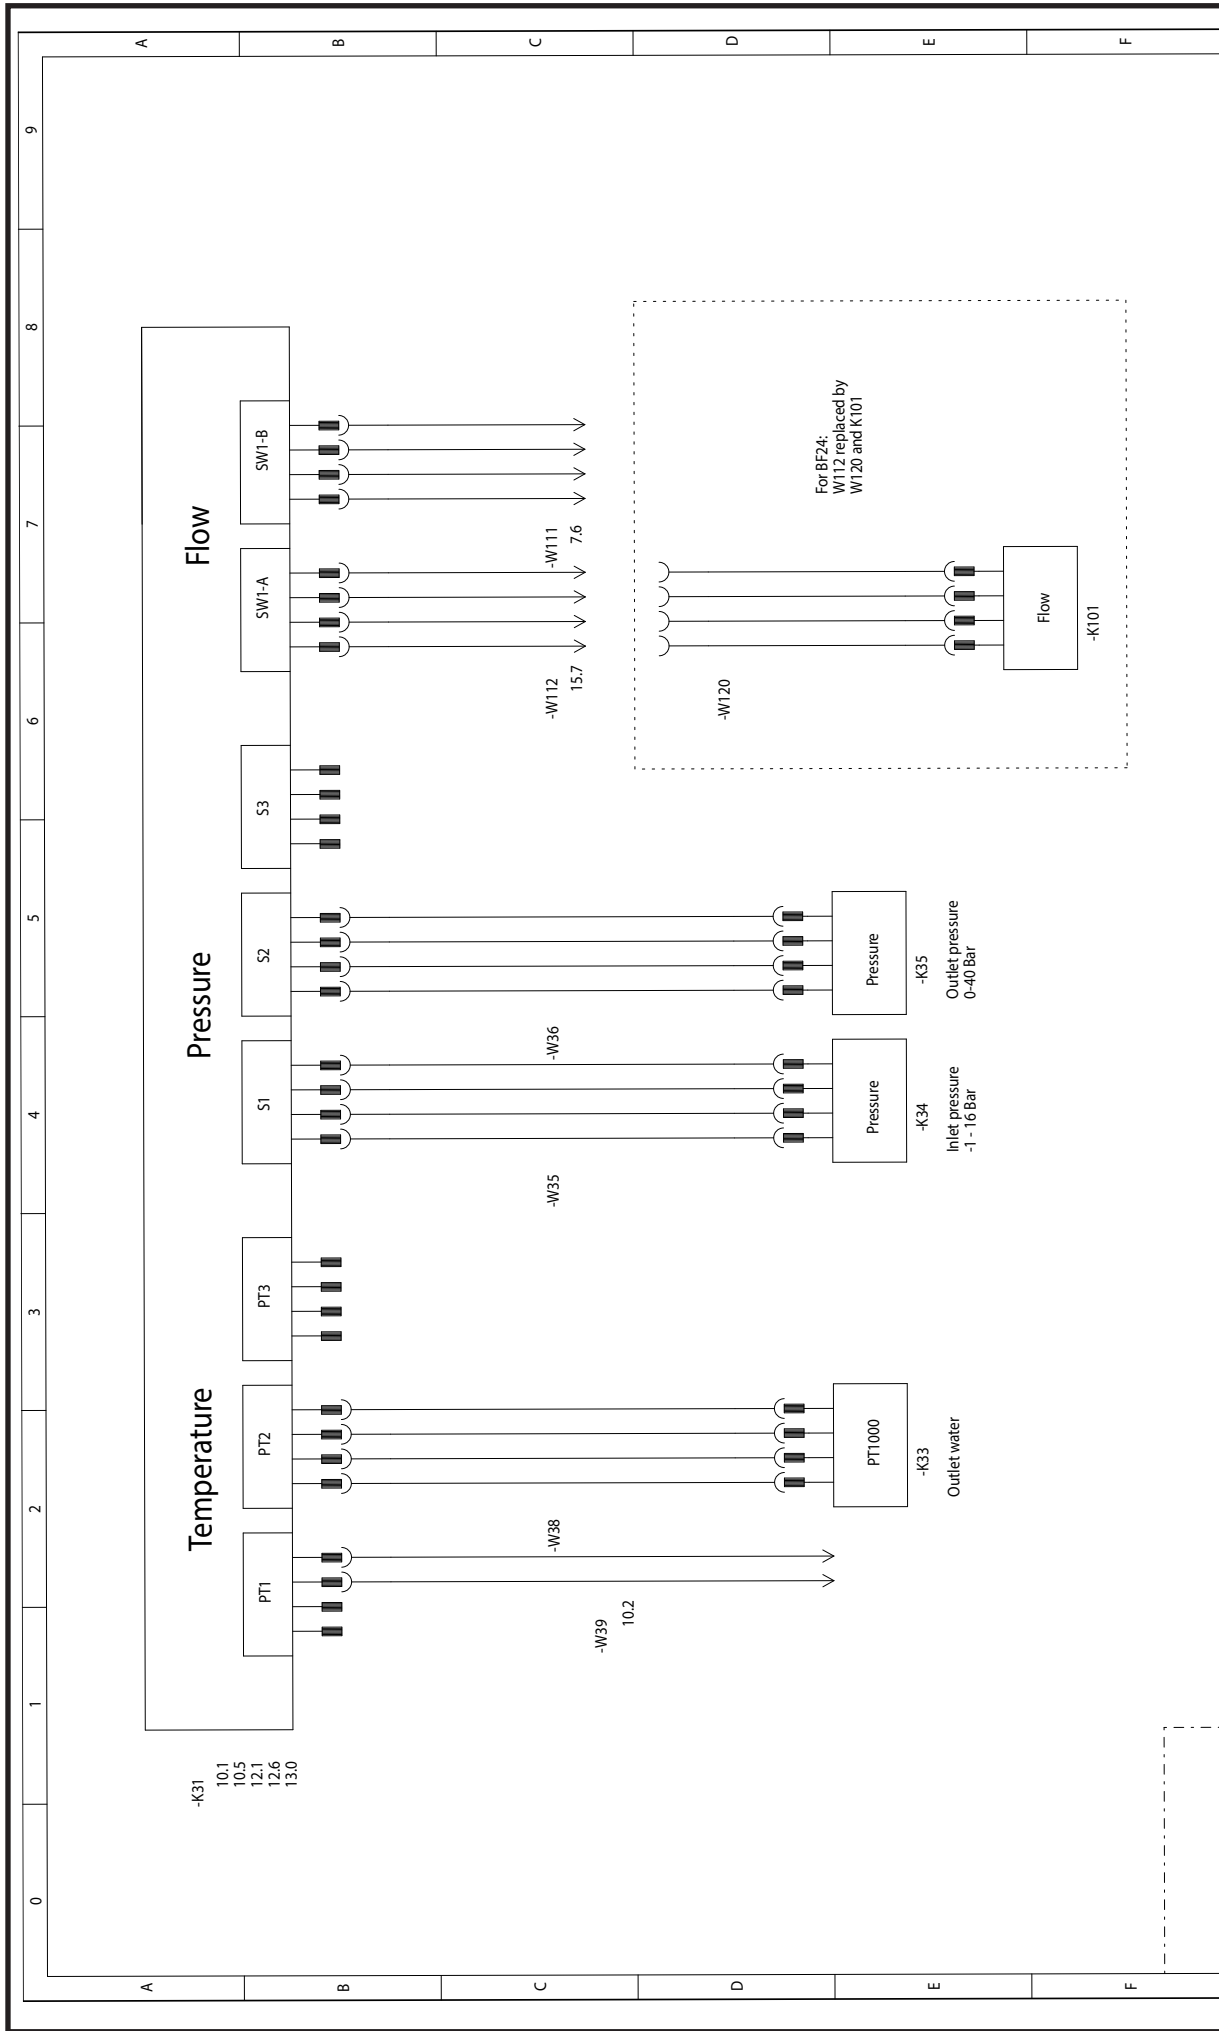 0
1
2
3
4
5
6
7
8
9
A
B
C
D
E
F
A
B
C
D
E
F
-K31
10.1
10.5
12.1
12.6
13.0
Temperature
Pressure
Flow
PT1
PT2
PT3
S1
S2
S3
SW1-A
SW1-B
-W39
10.2
-W38
-W35
-W36
-W112
15.7
-W111
7.6
-W120
For BF24:
W112 replaced by
W120 and K101
PT1000
-K33
Outlet water
Pressure
-K34
Inlet pressure
-1 - 16 Bar
Pressure
-K35
Outlet pressure
0-40 Bar
Flow
-K101